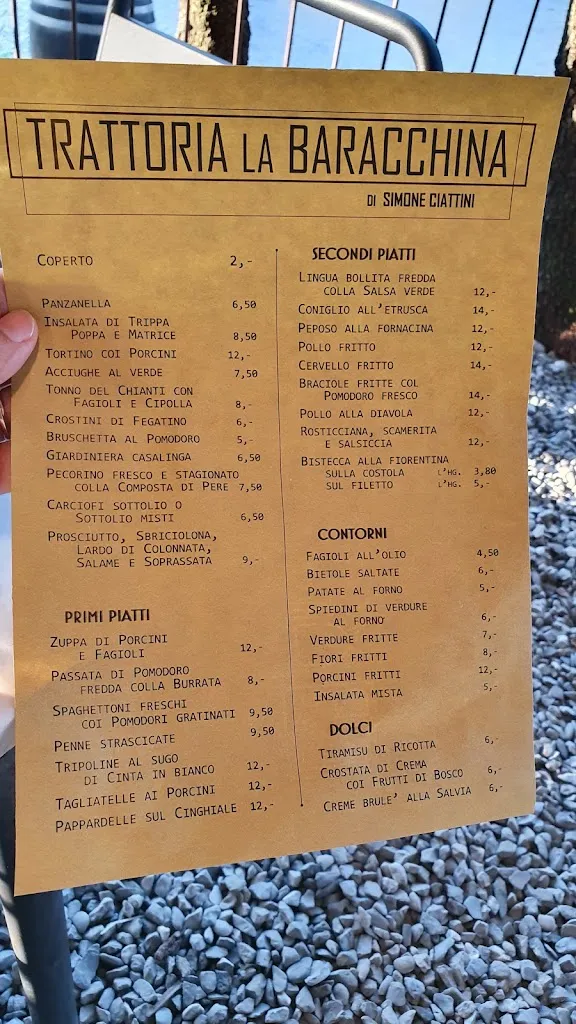 TRATTORIA LA BARACCHINA
DI SIMONE CIATTINI
COPERTO 2,-
PANZANELLA 6,50
INSALATA DI TRIPPA
POPPA E MATRICE 8,50
TORTINO COI PORCINI 12,-
ACCIUGHE AL VERDE 7,50
TONNO DEL CHIANTI CON
FAGIOLI E CIPOLLA 8,-
CROSTINI DI FEGATINO 6,-
BRUSCHETTA AL POMODORO 5,-
GIARDINIERA CASALINGA 6,50
PECORINO FRESCO E STAGIONATO
COLLA COMPOSTA DI PERE 7,50
CARCIOFI SOTTOLIO O
SOTTOLIO MISTI 6,50
PROSCIUTTO, SBRICIOLONA,
LARDO DI COLONNATA,
SALAME E SOPRASSATA 9,-
PRIMI PIATTI
ZUPPA DI PORCINI
E FAGIOLI 12,-
PASSATA DI POMODORO
FREDDA COLLA BURRATA 8,-
SPAGHETTONI FRESCHI
COI POMODORI GRATINATI 9,50
PENNE STRASCICATE 9,50
TRIPOLINE AL SUGO
DI CINTA IN BIANCO 12,-
TAGLIATELLE AI PORCINI 12,-
PAPPARDELLE SUL CINGHIALE 12,-
SECONDI PIATTI
LINGUA BOLLITA FREDDA
COLLA SALSA VERDE 12,-
CONIGLIO ALL'ETRUSCA 14,-
PEPOSO ALLA FORNACINA 12,-
POLLO FRITTO 12,-
CERVELLO FRITTO 14,-
BRACIOLE FRITTE COL
POMODORO FRESCO 14,-
POLLO ALLA DIAVOLA 12,-
ROSTICCIANA, SCAMERITA
E SALSICCIA 12,-
BISTECCA ALLA FIORENTINA
SULLA COSTOLA L'HG. 3,80
SUL FILETTO L'HG. 5,-
CONTORNI
FAGIOLI ALL'OLIO 4,50
BIETOLE SALTATE 6,-
PATATE AL FORNO 5,-
SPIEDINI DI VERDURE
AL FORNO 6,-
VERDURE FRITTE 7,-
FIORI FRITTI 8,-
PORCINI FRITTI 12,-
INSALATA MISTA 5,-
DOLCI
TIRAMISU DI RICOTTA 6,-
CROSTATA DI CREMA
COI FRUTTI DI BOSCO 6,-
CREME BRULE' ALLA SALVIA 6,-